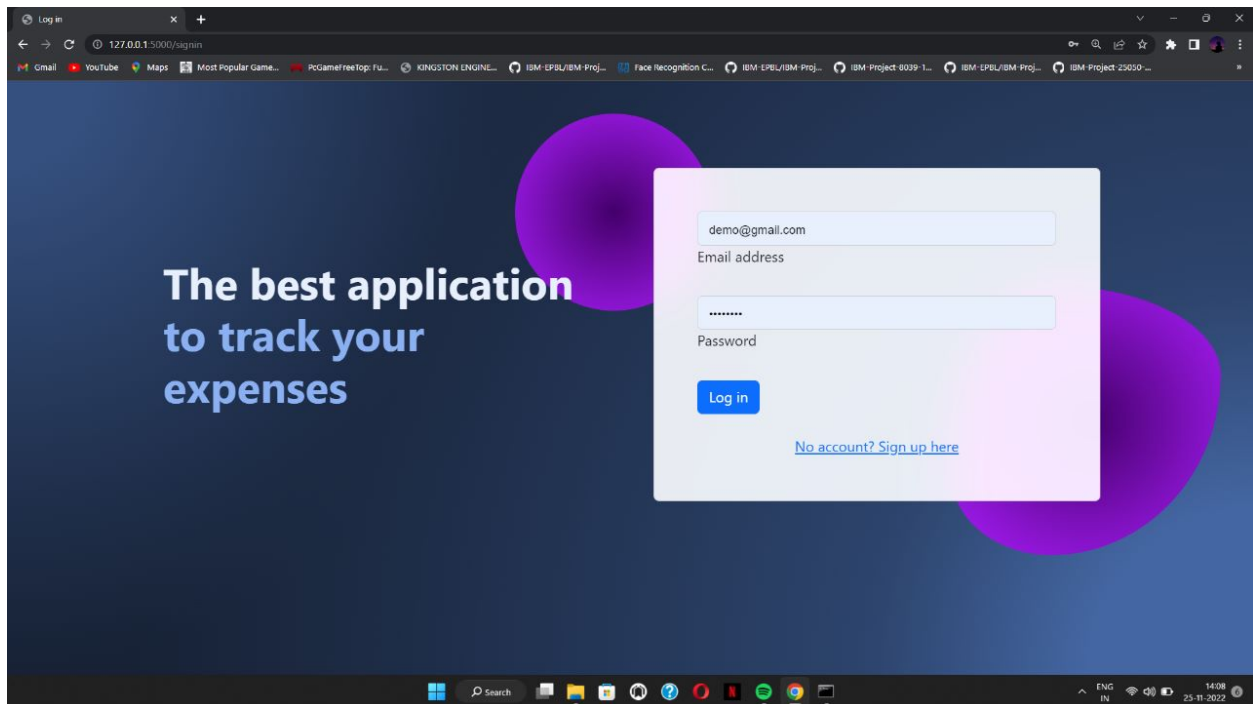 Log in
127.0.0.1:5000/signin
Gmail
YouTube
Maps
Most Popular Game...
PcGameFreeTop: Fu...
KINGSTON ENGINE...
IBM-EPBL/IBM-Proj...
Face Recognition C...
IBM-EPBL/IBM-Proj...
IBM-Project-8039-1...
IBM-EPBL/IBM-Proj...
IBM-Project-25050-...
The best application
to track your
expenses
demo@gmail.com
Email address
Password
Log in
No account? Sign up here
Search
ENG
IN
14:08
25-11-2022